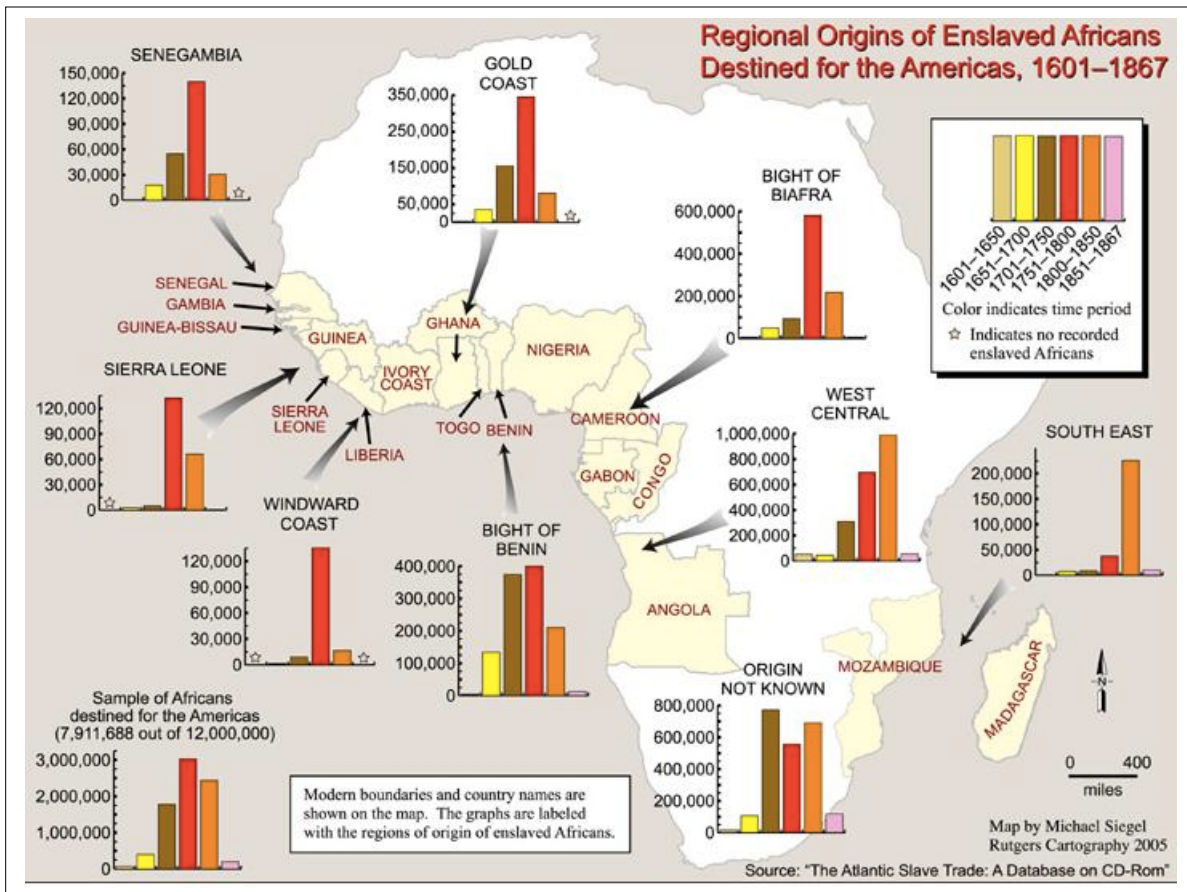 Regional Origins of Enslaved Africans
Destined for the Americas, 1601–1867
SENEGAMBIA
150,000
120,000
90,000
60,000
30,000
0
GOLD
COAST
350,000
250,000
150,000
50,000
0
BIGHT OF
BIAFRA
600,000
400,000
200,000
0
1601–1650
1651–1700
1701–1750
1751–1800
1800–1850
1851–1867
Color indicates time period
☆ Indicates no recorded
enslaved Africans
SENEGAL
GAMBIA
GUINEA-BISSAU
GUINEA
SIERRA
LEONE
LIBERIA
IVORY
COAST
GHANA
TOGO
BENIN
NIGERIA
CAMEROON
GABON
CONGO
ANGOLA
MOZAMBIQUE
MADAGASCAR
SIERRA LEONE
120,000
90,000
60,000
30,000
0
WINDWARD
COAST
120,000
90,000
60,000
30,000
0
BIGHT OF
BENIN
400,000
300,000
200,000
100,000
0
WEST
CENTRAL
1,000,000
800,000
600,000
400,000
200,000
0
SOUTH EAST
200,000
150,000
100,000
50,000
0
ORIGIN
NOT KNOWN
800,000
600,000
400,000
200,000
0
Sample of Africans
destined for the Americas
(7,911,688 out of 12,000,000)
3,000,000
2,000,000
1,000,000
0
Modern boundaries and country names are
shown on the map. The graphs are labeled
with the regions of origin of enslaved Africans.
N
0 400
miles
Map by Michael Siegel
Rutgers Cartography 2005
Source: "The Atlantic Slave Trade: A Database on CD-Rom"